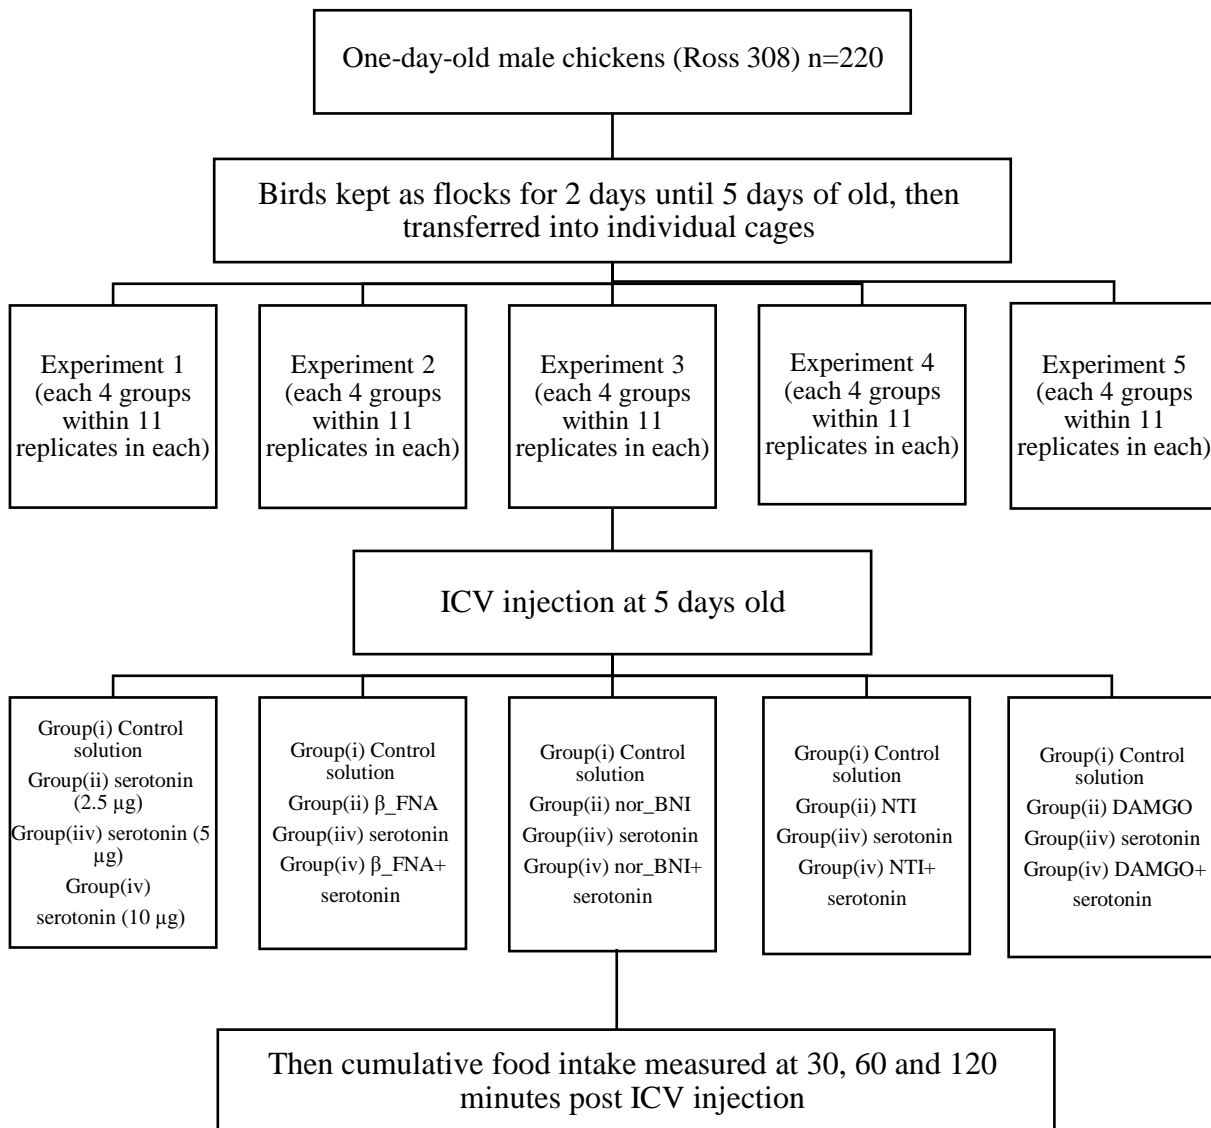 One-day-old male chickens (Ross 308) n=220
Birds kept as flocks for 2 days until 5 days of old, then
transferred into individual cages
Experiment 1
(each 4 groups
within 11
replicates in each)
Experiment 2
(each 4 groups
within 11
replicates in each)
Experiment 3
(each 4 groups
within 11
replicates in each)
Experiment 4
(each 4 groups
within 11
replicates in each)
Experiment 5
(each 4 groups
within 11
replicates in each)
ICV injection at 5 days old
Group(i) Control
solution
Group(ii) serotonin
(2.5 µg)
Group(iiv) serotonin (5
µg)
Group(iv)
serotonin (10 µg)
Group(i) Control
solution
Group(ii) β_FNA
Group(iiv) serotonin
Group(iv) β_FNA+
serotonin
Group(i) Control
solution
Group(ii) nor_BNI
Group(iiv) serotonin
Group(iv) nor_BNI+
serotonin
Group(i) Control
solution
Group(ii) NTI
Group(iiv) serotonin
Group(iv) NTI+
serotonin
Group(i) Control
solution
Group(ii) DAMGO
Group(iiv) serotonin
Group(iv) DAMGO+
serotonin
Then cumulative food intake measured at 30, 60 and 120
minutes post ICV injection